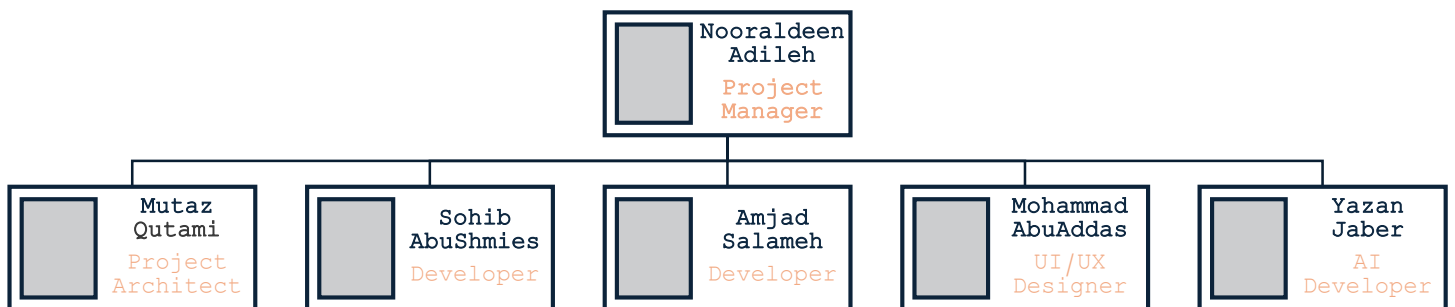 Nooraldeen
Adileh
Project
Manager
Mutaz
Qutami
Project
Architect
Sohib
AbuShmies
Developer
Amjad
Salameh
Developer
Mohammad
AbuAddas
UI/UX
Designer
Yazan
Jaber
AI
Developer